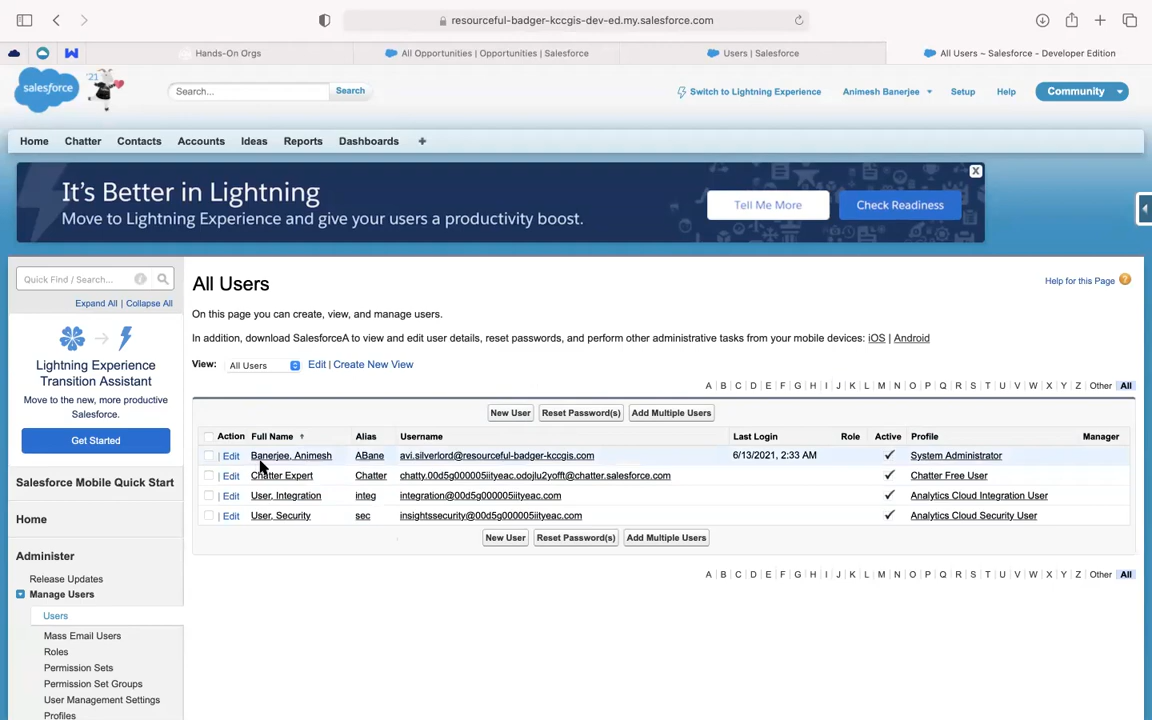 resourceful-badger-kccgis-dev-ed.my.salesforce.com
Hands-On Orgs
All Opportunities | Opportunities | Salesforce
Users | Salesforce
All Users ~ Salesforce - Developer Edition
salesforce
'21
Search...
Search
Switch to Lightning Experience
Animesh Banerjee
Setup
Help
Community
Home Chatter Contacts Accounts Ideas Reports Dashboards +
It's Better in Lightning
Move to Lightning Experience and give your users a productivity boost.
Tell Me More
Check Readiness
X
Quick Find / Search...
Expand All | Collapse All
Lightning Experience
Transition Assistant
Move to the new, more productive
Salesforce.
Get Started
Salesforce Mobile Quick Start
Home
Administer
Release Updates
Manage Users
Users
Mass Email Users
Roles
Permission Sets
Permission Set Groups
User Management Settings
Profiles
All Users
Help for this Page ?
On this page you can create, view, and manage users.
In addition, download SalesforceA to view and edit user details, reset passwords, and perform other administrative tasks from your mobile devices: iOS | Android
View: All Users Edit | Create New View
A | B | C | D | E | F | G | H | I | J | K | L | M | N | O | P | Q | R | S | T | U | V | W | X | Y | Z | Other | All
New User Reset Password(s) Add Multiple Users
Action Full Name ↑ Alias Username Last Login Role Active Profile Manager
| Edit Banerjee, Animesh ABane avi.silverlord@resourceful-badger-kccgis.com 6/13/2021, 2:33 AM ✓ System Administrator
| Edit Chatter Expert Chatter chatty.00d5g000005iityeac.odojlu2yofft@chatter.salesforce.com ✓ Chatter Free User
| Edit User, Integration integ integration@00d5g000005iityeac.com ✓ Analytics Cloud Integration User
| Edit User, Security sec insightssecurity@00d5g000005iityeac.com ✓ Analytics Cloud Security User
New User Reset Password(s) Add Multiple Users
A | B | C | D | E | F | G | H | I | J | K | L | M | N | O | P | Q | R | S | T | U | V | W | X | Y | Z | Other | All